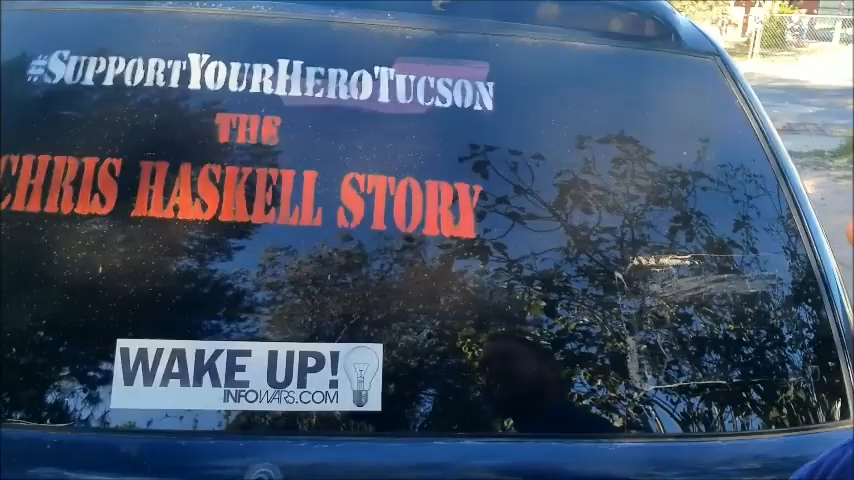 #SUPPORTYOURHEROTUCSON
THE
CHRIS HASKELL STORY
WAKE UP!
INFOWARS.COM